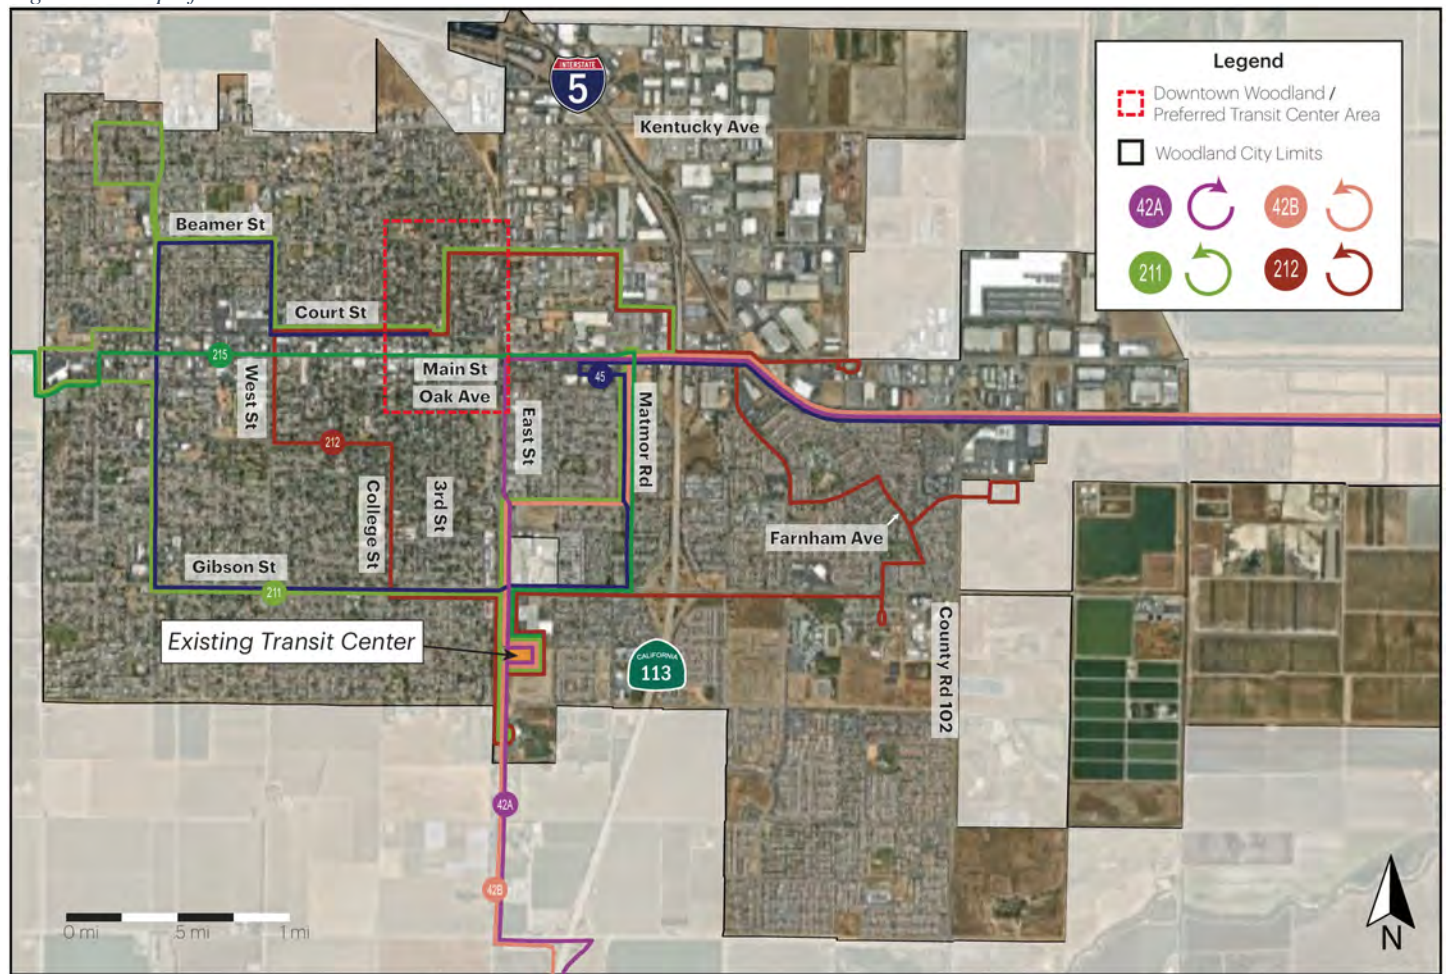 Legend
Downtown Woodland /
Preferred Transit Center Area
Woodland City Limits
42A
42B
211
212
INTERSTATE
5
Kentucky Ave
Beamer St
Court St
215
Main St
45
Oak Ave
West St
East St
Matmor Rd
212
College St
3rd St
Farnham Ave
Gibson St
211
Existing Transit Center
CALIFORNIA
113
County Rd 102
42A
42B
0 mi
5 mi
1 mi
N